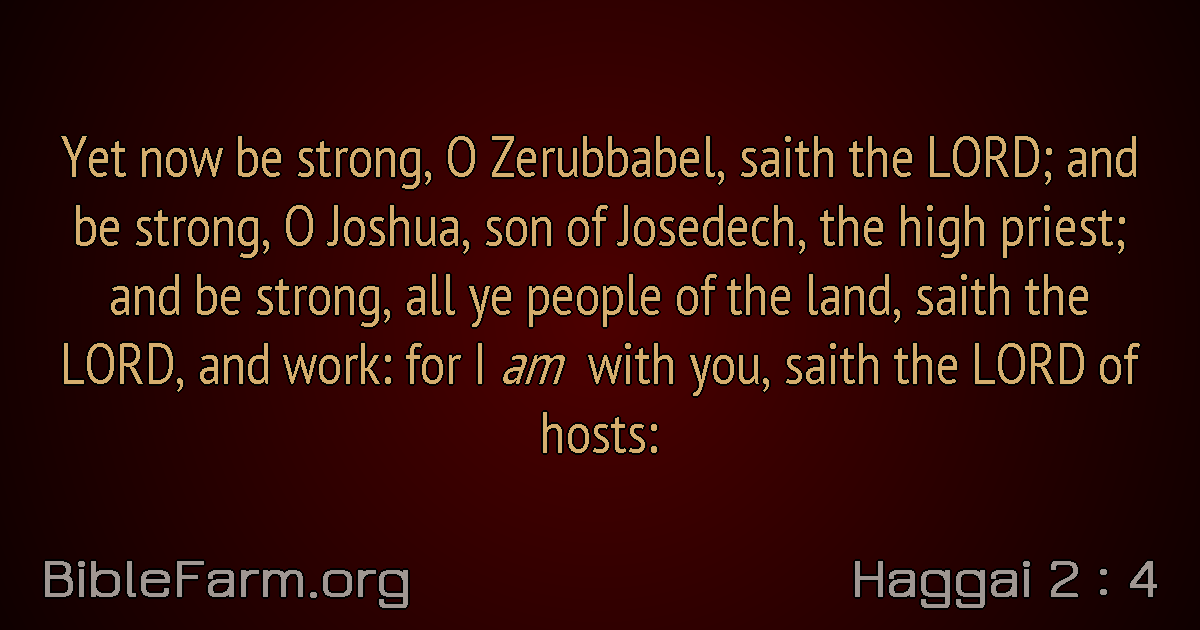 Yet now be strong, O Zerubbabel, saith the LORD; and
be strong, O Joshua, son of Josedech, the high priest;
and be strong, all ye people of the land, saith the
LORD, and work: for I am with you, saith the LORD of
hosts:
BibleFarm.org
Haggai 2 : 4